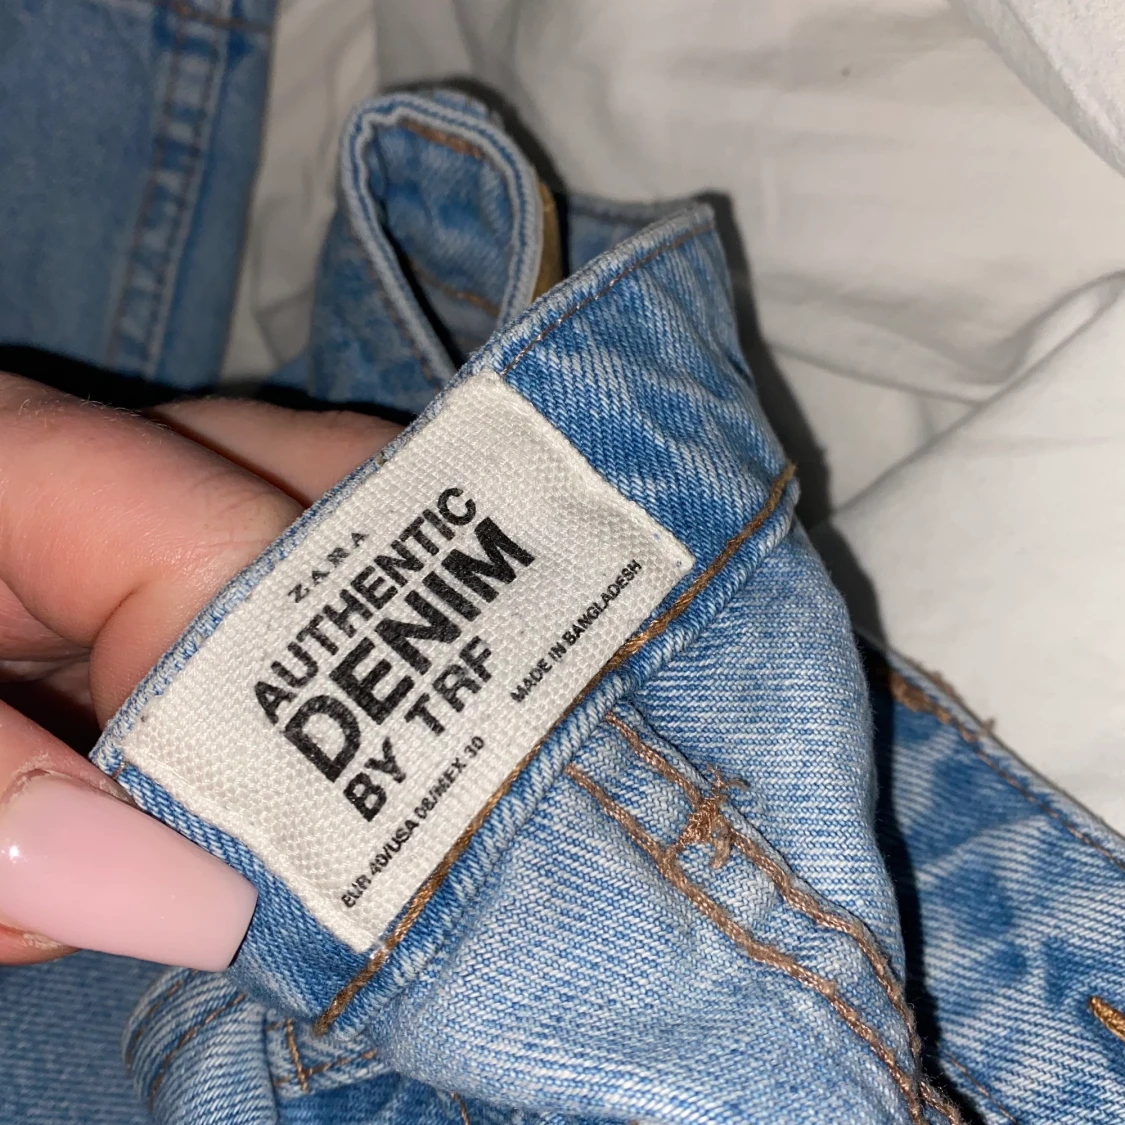 ZARA
AUTHENTIC
DENIM
BY TRF
EUR 40/USA 08/MEX 30
MADE IN BANGLADESH